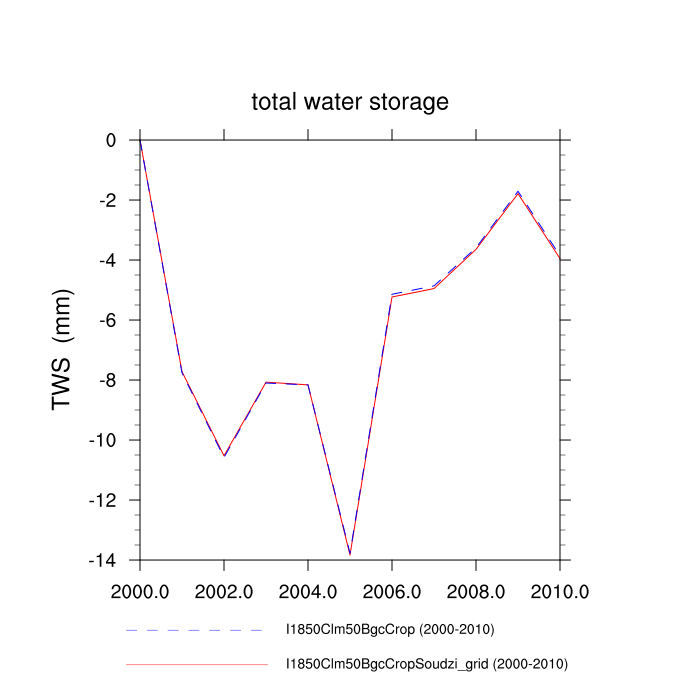 total water storage
TWS (mm)
0
-2
-4
-6
-8
-10
-12
-14
2000.0 2002.0 2004.0 2006.0 2008.0 2010.0
I1850Clm50BgcCrop (2000-2010)
I1850Clm50BgcCropSoudzi_grid (2000-2010)